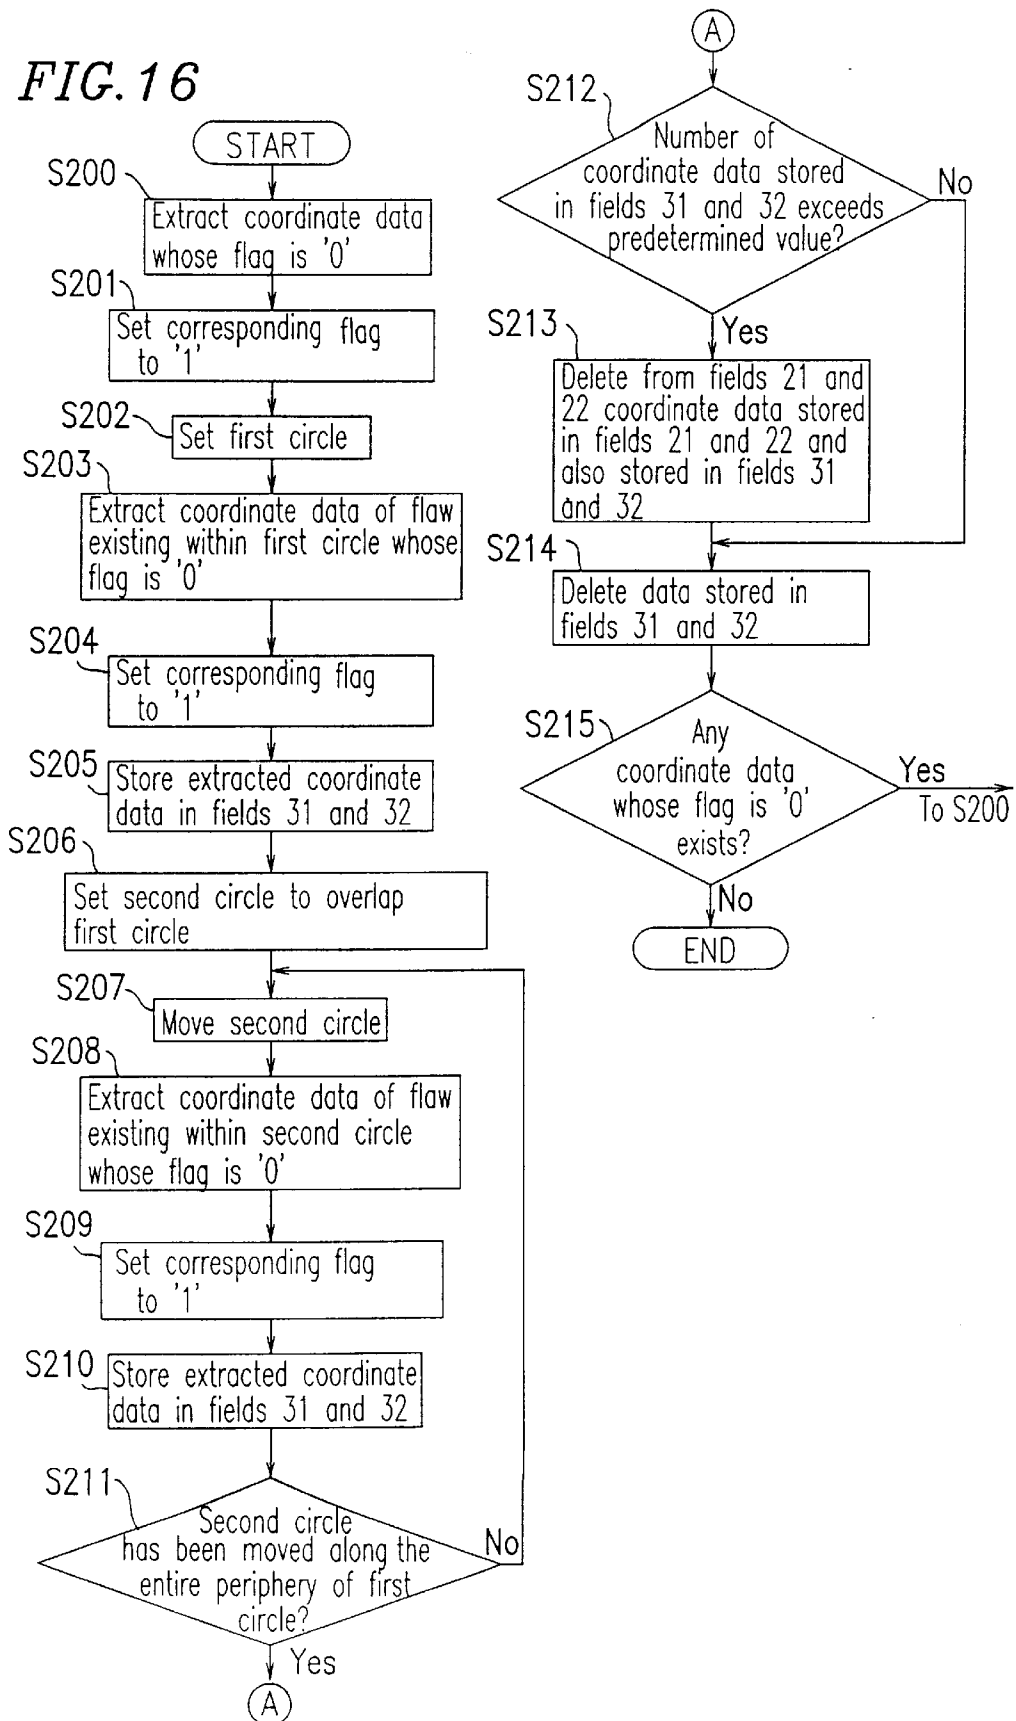 FIG. 16
START
S200
Extract coordinate data
whose flag is '0'
S201
Set corresponding flag
to '1'
S202
Set first circle
S203
Extract coordinate data of flaw
existing within first circle whose
flag is '0'
S204
Set corresponding flag
to '1'
S205
Store extracted coordinate
data in fields 31 and 32
S206
Set second circle to overlap
first circle
S207
Move second circle
S208
Extract coordinate data of flaw
existing within second circle
whose flag is '0'
S209
Set corresponding flag
to '1'
S210
Store extracted coordinate
data in fields 31 and 32
S211
Second circle
has been moved along the
entire periphery of first
circle?
No
Yes
A
A
S212
Number of
coordinate data stored
in fields 31 and 32 exceeds
predetermined value?
No
Yes
S213
Delete from fields 21 and
22 coordinate data stored
in fields 21 and 22 and
also stored in fields 31
and 32
S214
Delete data stored in
fields 31 and 32
S215
Any
coordinate data
whose flag is '0'
exists?
Yes
To S200
No
END